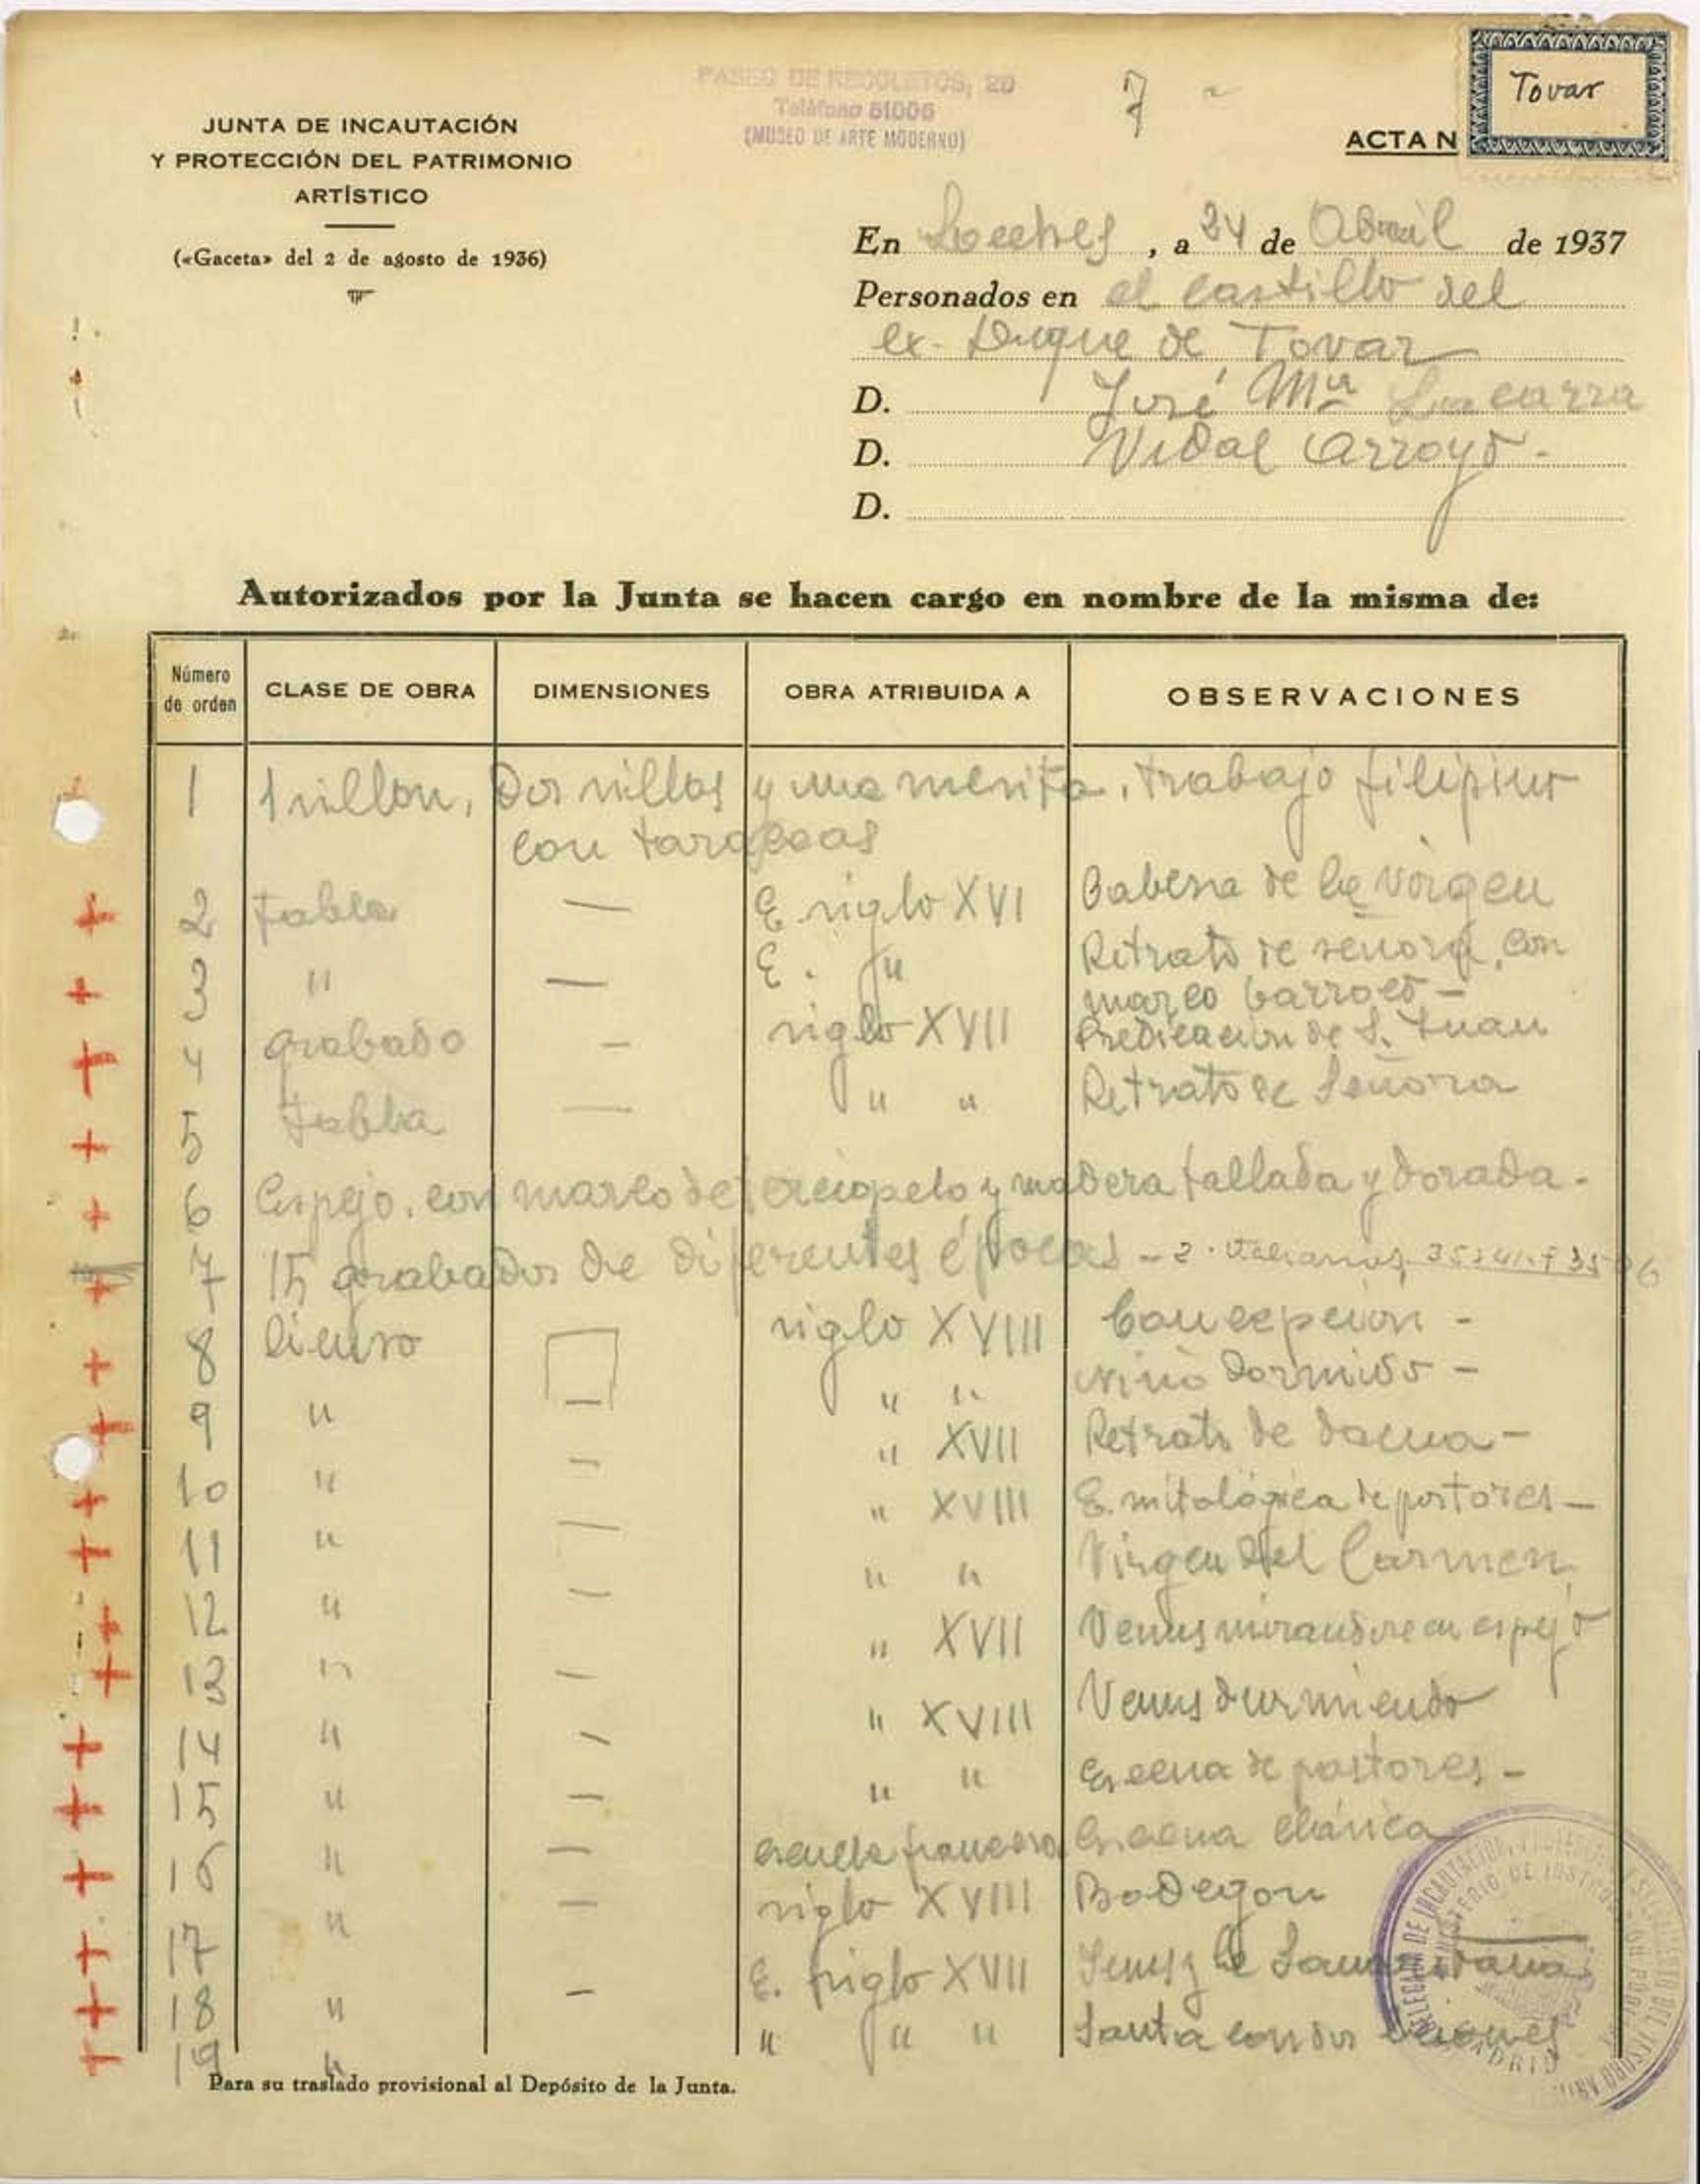 PASEO DE RECOLETOS, 20
Teléfono 51006
(MUSEO DE ARTE MODERNO)
7
Tovar
JUNTA DE INCAUTACIÓN
Y PROTECCIÓN DEL PATRIMONIO
ARTÍSTICO
(«Gaceta» del 2 de agosto de 1936)
ACTA N
En Loeches, a 24 de Abril de 1937
Personados en el castillo del
ex-Duque de Tovar
D. José Mª Lacarra
D. Vidal Arroyo.-
D.
Autorizados por la Junta se hacen cargo en nombre de la misma de:
Número de orden CLASE DE OBRA DIMENSIONES OBRA ATRIBUIDA A OBSERVACIONES
1 1 sillon, Dos sillas y una mesita, trabajo filipino
con taraceas
2 tabla — E. siglo XVI Cabesa de la Virgen
3 " — E. " Retrato de señora, con
marco barroco -
4 grabado — siglo XVII Predicacion de S. Juan
5 tabla — " " Retrato de Señora
6 Espejo, con marco de terciopelo y madera tallada y dorada.-
7 15 grabados de diferentes épocas - 2.
8 Lienzo siglo XVIII Concepcion -
9 " — " " niño dormido -
10 " — " XVII Retrato de dama -
11 " — " XVIII E. mitológica de pastores -
12 " — " " Virgen del Carmen
13 " — " XVII Venus mirandose en espejo
14 " — " XVIII Venus durmiendo
15 " — " " Escena de pastores -
16 " — escuela francesa Escena clásica
17 " — siglo XVIII Bodegon
18 " — E. siglo XVII Jesus y la Samaritana
19 " " " " Santa con dos
Para su traslado provisional al Depósito de la Junta.
MADRID